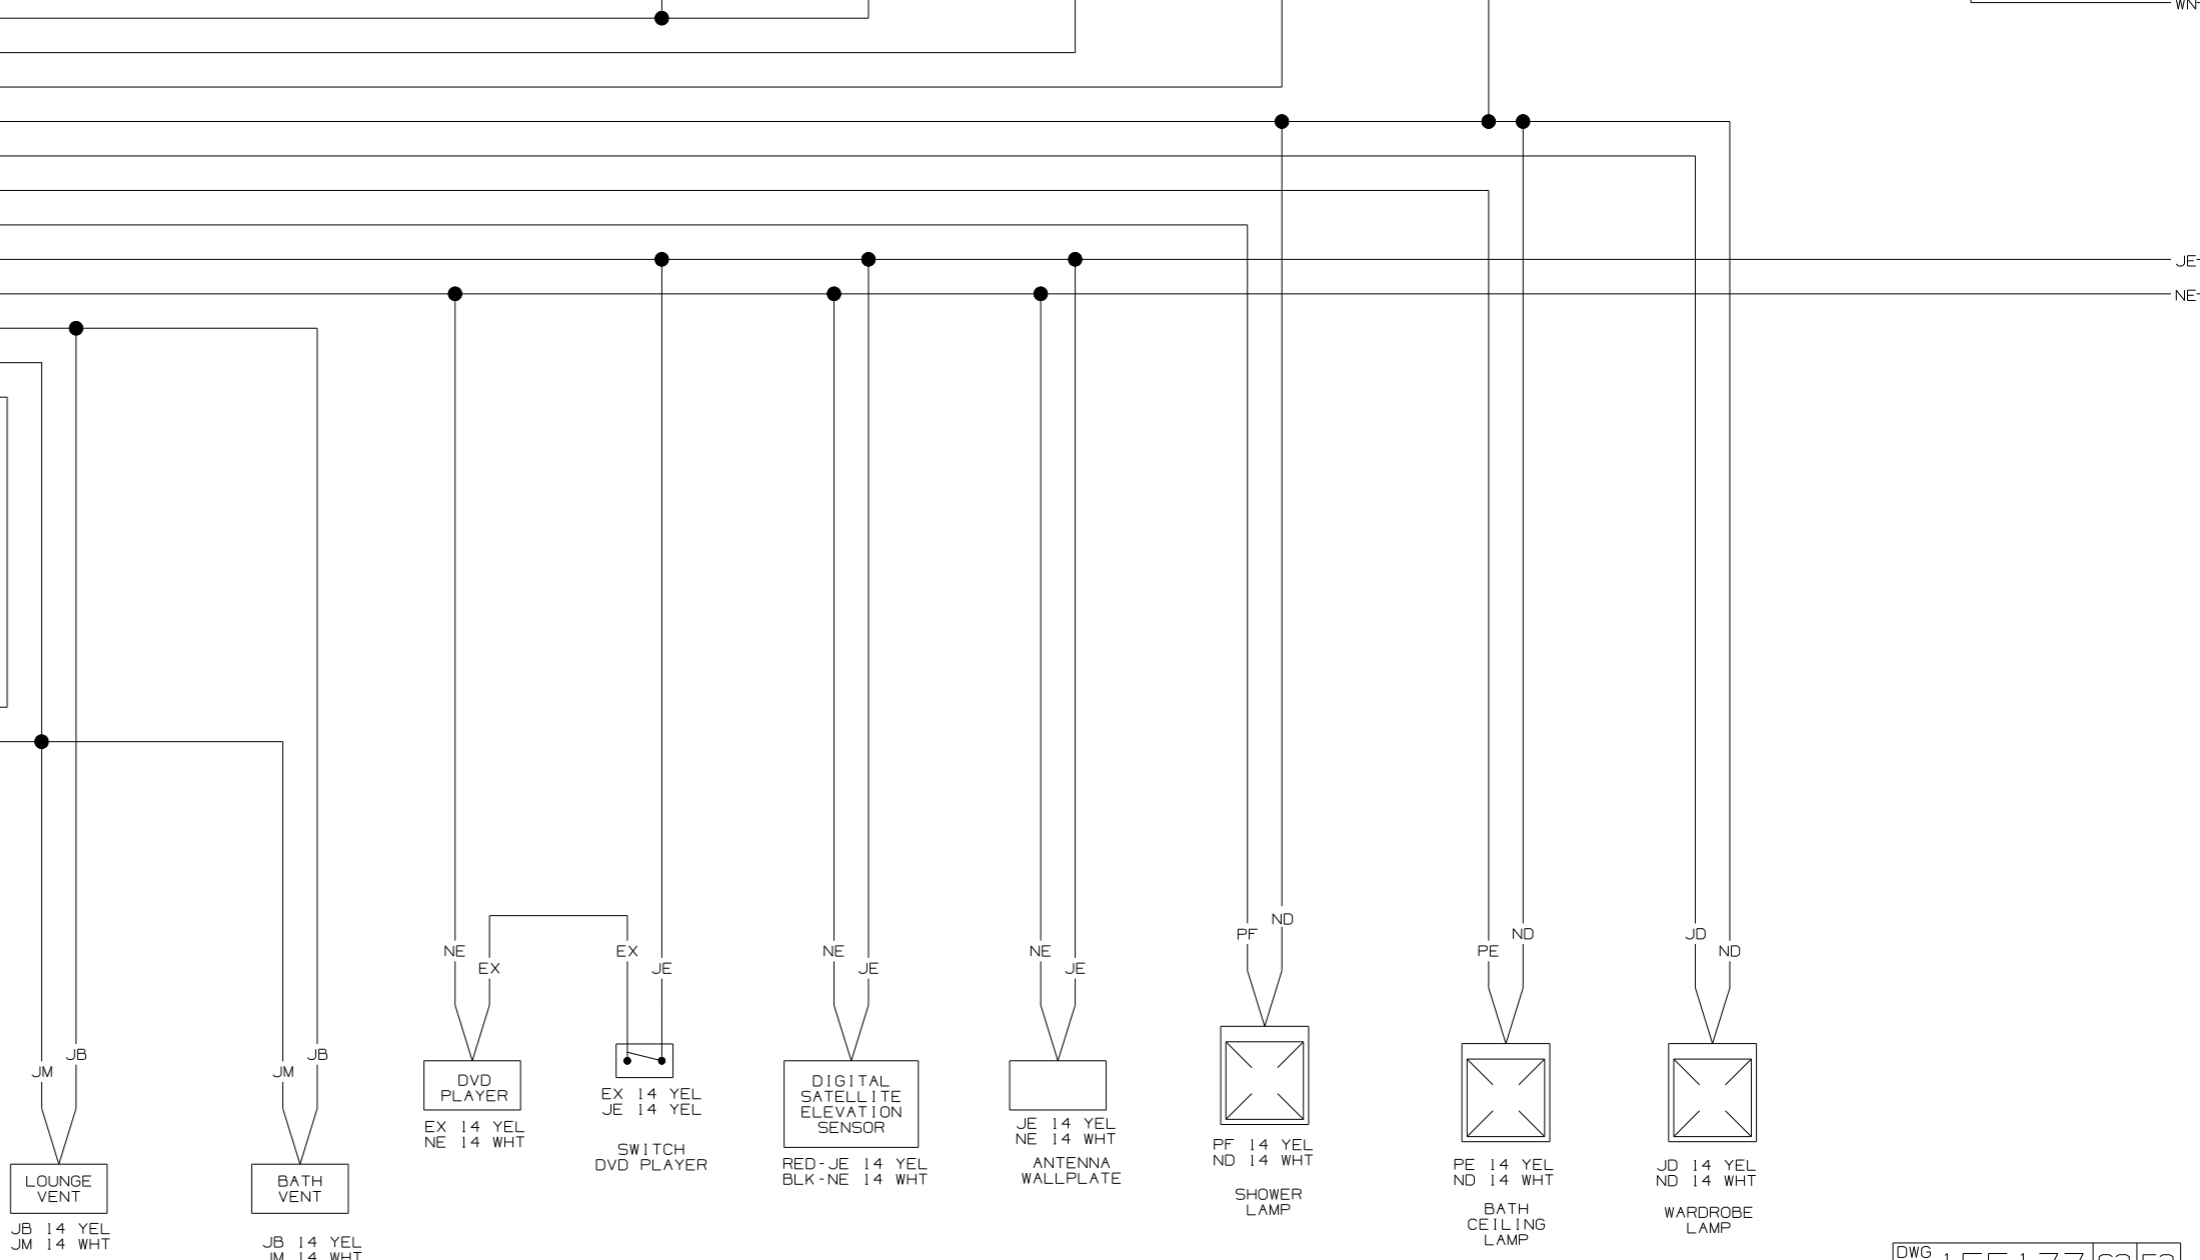 WN
JE
NE
ND
PF
ND
JD
NE
EX
NE
NE
PE
ND
EX
JE
JE
JE
JB
JB
JM
JM
DVD
PLAYER
EX 14 YEL
NE 14 WHT
EX 14 YEL
JE 14 YEL
SWITCH
DVD PLAYER
DIGITAL
SATELLITE
ELEVATION
SENSOR
RED-JE 14 YEL
BLK-NE 14 WHT
JE 14 YEL
NE 14 WHT
ANTENNA
WALLPLATE
PF 14 YEL
ND 14 WHT
SHOWER
LAMP
PE 14 YEL
ND 14 WHT
BATH
CEILING
LAMP
JD 14 YEL
ND 14 WHT
WARDROBE
LAMP
LOUNGE
VENT
JB 14 YEL
JM 14 WHT
BATH
VENT
JB 14 YEL
JM 14 WHT
DWG